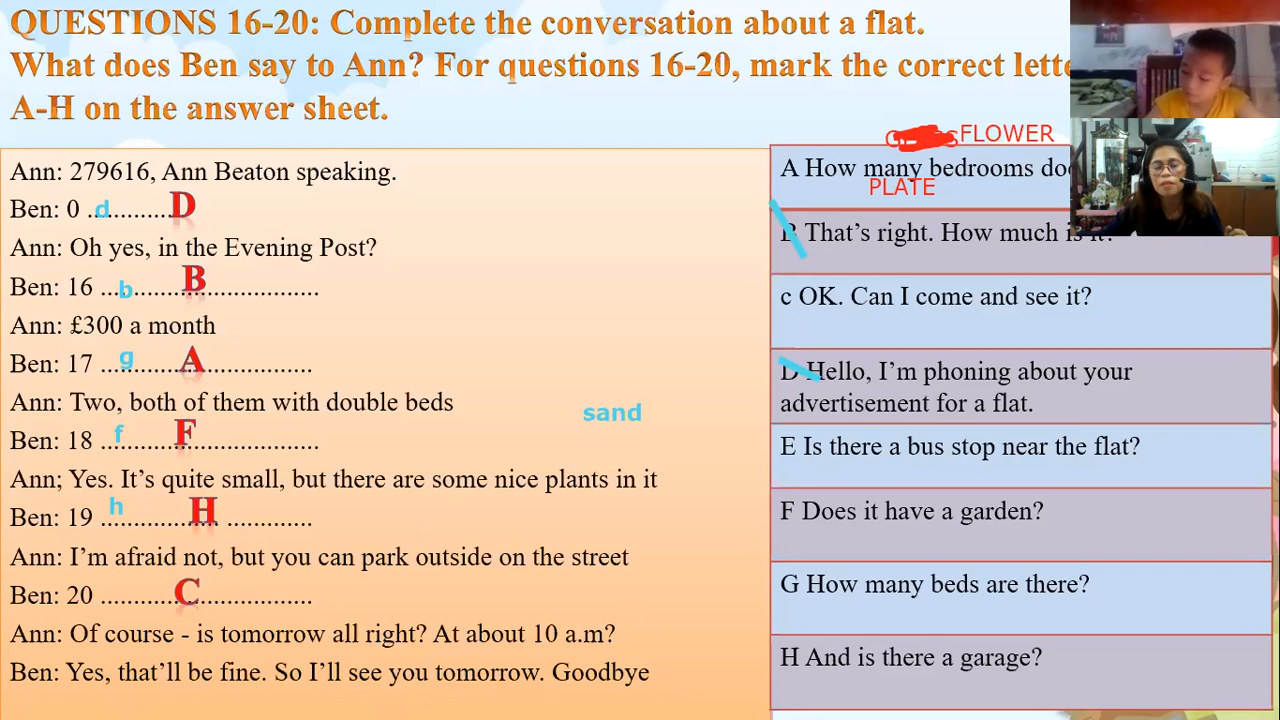 QUESTIONS 16-20: Complete the conversation about a flat.
What does Ben say to Ann? For questions 16-20, mark the correct
A-H on the answer sheet.
FLOWER
PLATE
Ann: 279616, Ann Beaton speaking.
Ben: 0 ..d............ D
Ann: Oh yes, in the Evening Post?
Ben: 16 ...b........ B ....................
Ann: £300 a month
Ben: 17 ...g........ A ....................
Ann: Two, both of them with double beds
sand
Ben: 18 ...f........ F ....................
Ann; Yes. It’s quite small, but there are some nice plants in it
Ben: 19 ...h........ H .............
Ann: I’m afraid not, but you can park outside on the street
Ben: 20 ............ C ....................
Ann: Of course - is tomorrow all right? At about 10 a.m?
Ben: Yes, that’ll be fine. So I’ll see you tomorrow. Goodbye
A How many bedrooms
B That’s right. How much is it?
c OK. Can I come and see it?
D Hello, I’m phoning about your
advertisement for a flat.
E Is there a bus stop near the flat?
F Does it have a garden?
G How many beds are there?
H And is there a garage?